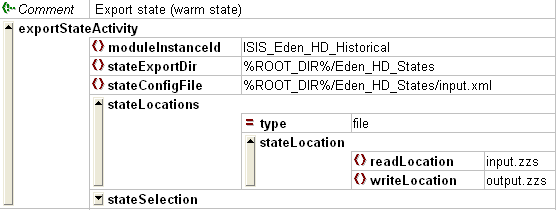 Comment Export state (warm state)
exportStateActivity
moduleInstanceId ISIS_Eden_HD_Historical
stateExportDir %ROOT_DIR%/Eden_HD_States
stateConfigFile %ROOT_DIR%/Eden_HD_States/input.xml
stateLocations
= type file
stateLocation
readLocation input.zzs
writeLocation output.zzs
stateSelection